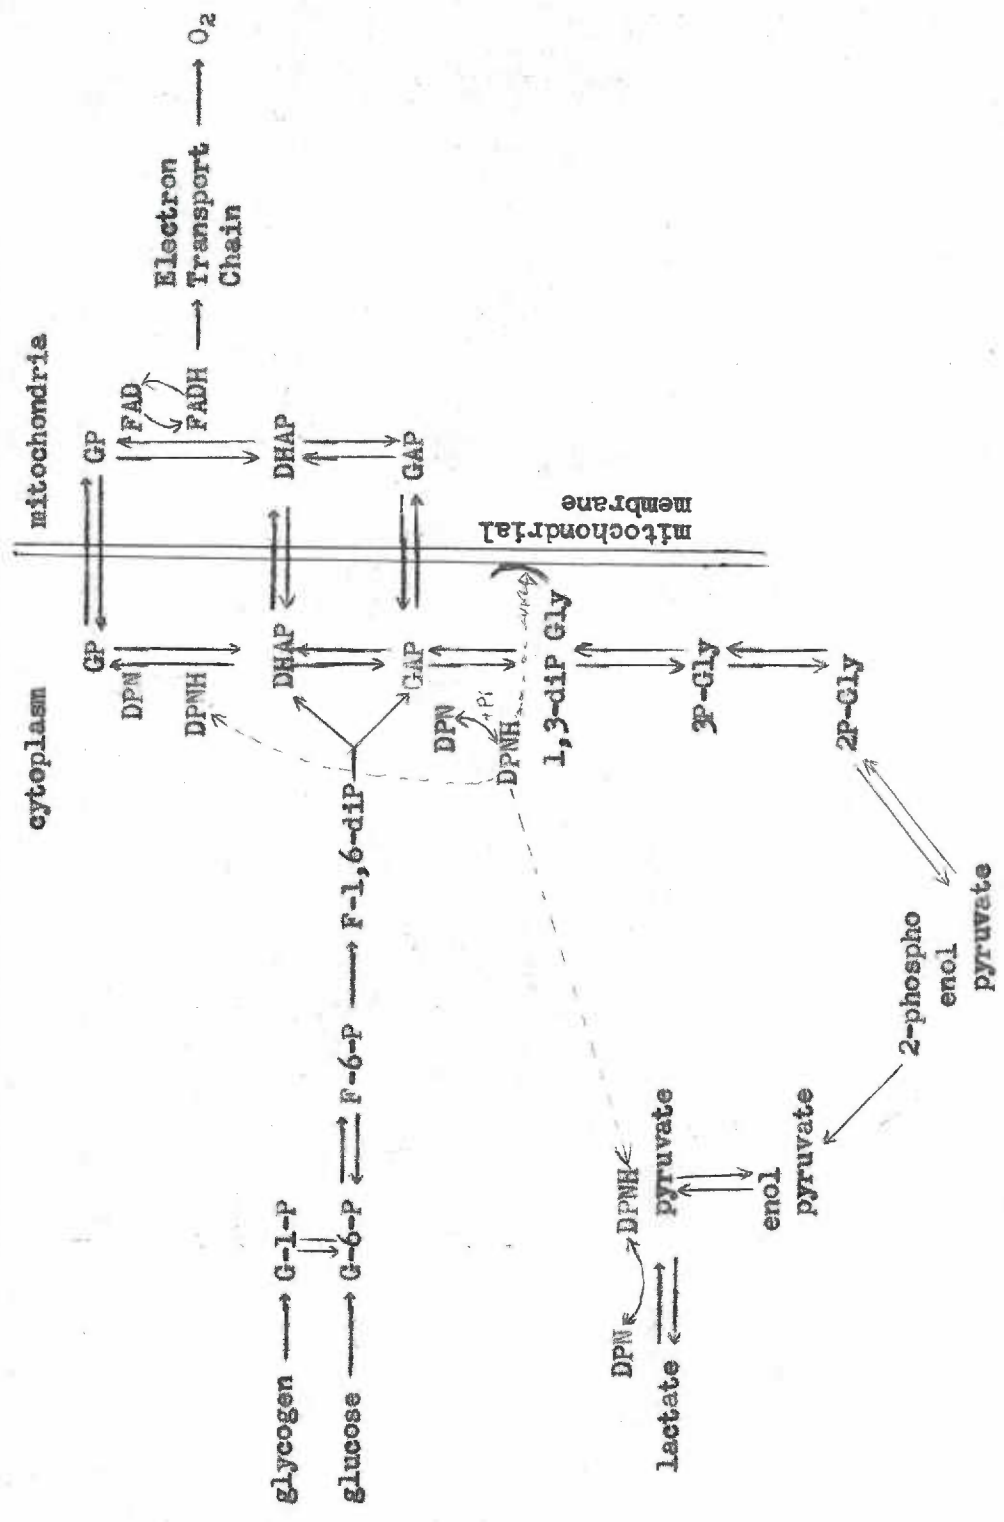 cytoplasm
mitochondria
GP
GP
DPN
FAD
Electron
DPNH
FADH
Transport
O2
Chain
glycogen
G-1-P
DHAP
DHAP
glucose
G-6-P
F-6-P
F-1,6-diP
GAP
GAP
DPN
+Pi
DPNH
mitochondrial
membrane
1,3-diP Gly
DPN
DPNH
lactate
pyruvate
3P-Gly
enol
pyruvate
2P-Gly
2-phospho
enol
pyruvate